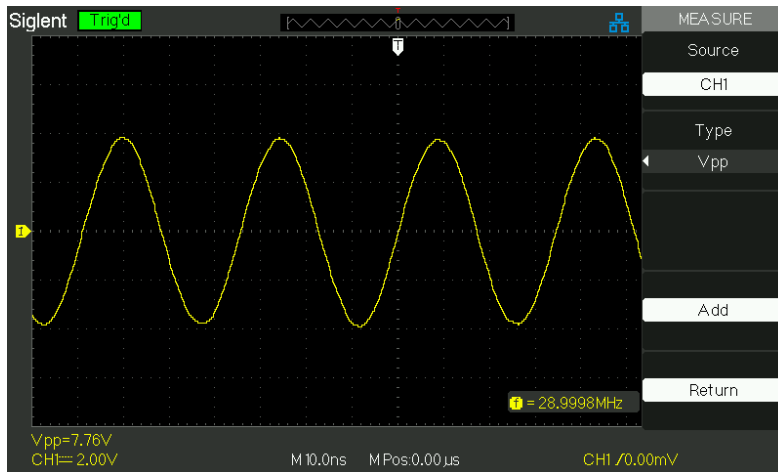 Siglent Trig'd
MEASURE
T
Source
CH1
Type
Vpp
1
Add
Return
f = 28.9998MHz
Vpp=7.76V
CH1 2.00V
M 10.0ns M Pos:0.00µs
CH1 /0.00mV